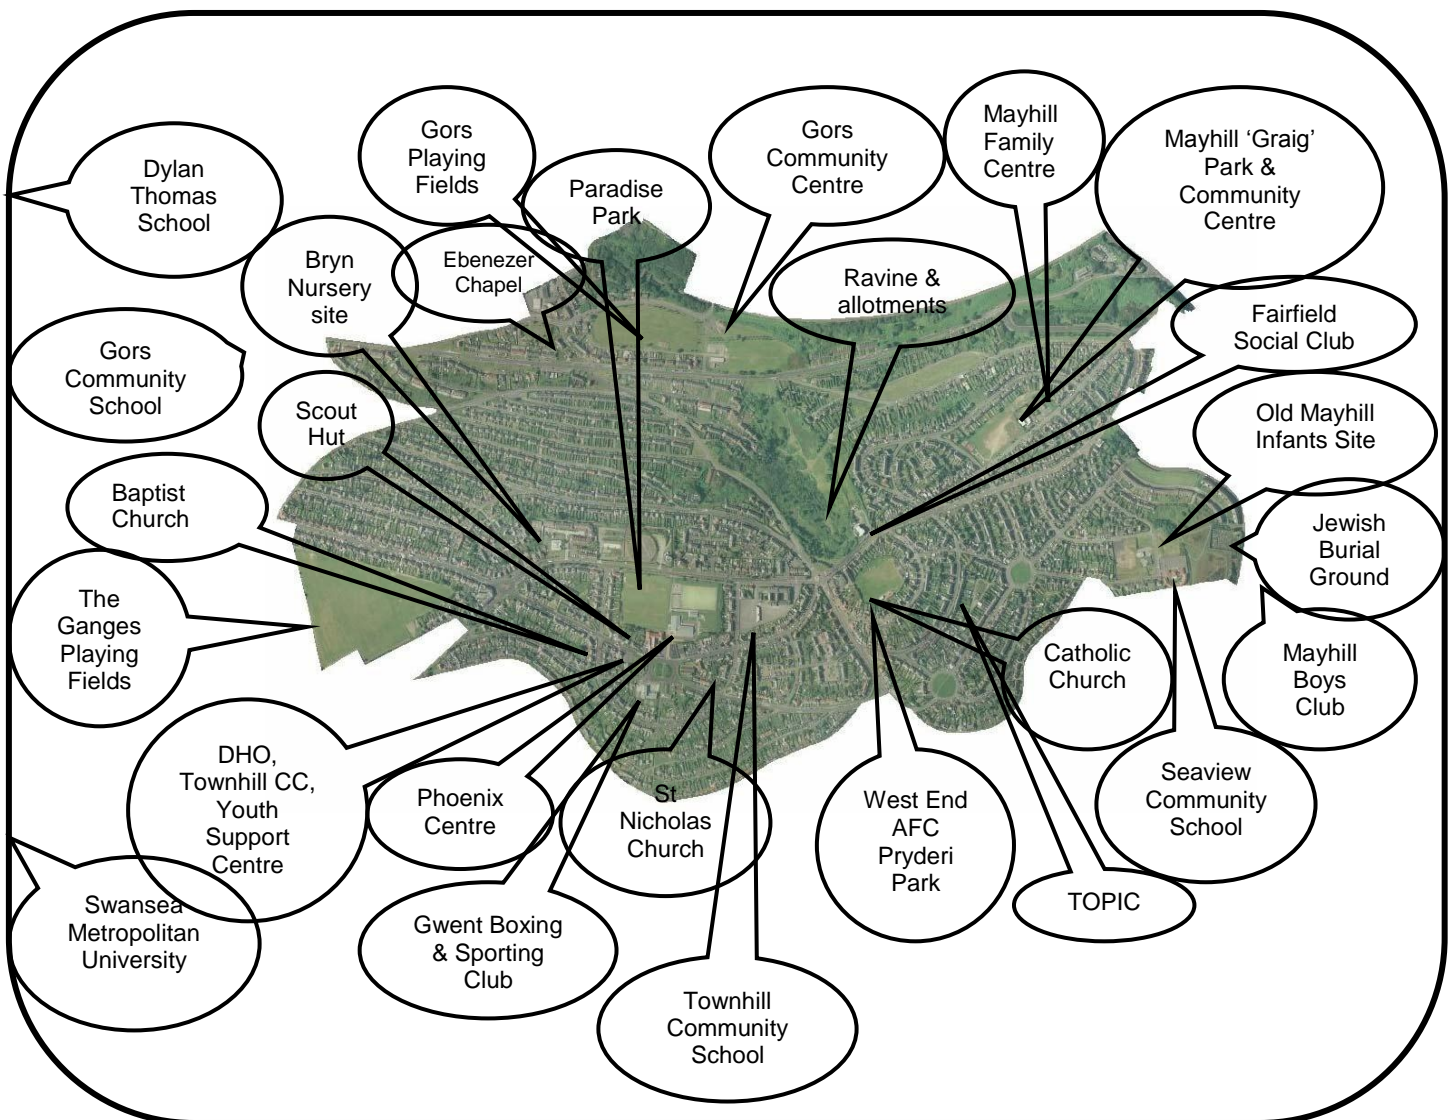 Dylan
Thomas
School
Gors
Playing
Fields
Paradise
Park
Gors
Community
Centre
Mayhill
Family
Centre
Mayhill ‘Graig’
Park &
Community
Centre
Bryn
Nursery
site
Ebenezer
Chapel
Ravine &
allotments
Fairfield
Social Club
Gors
Community
School
Scout
Hut
Old Mayhill
Infants Site
Baptist
Church
Jewish
Burial
Ground
The
Ganges
Playing
Fields
Catholic
Church
Mayhill
Boys
Club
DHO,
Townhill CC,
Youth
Support
Centre
Phoenix
Centre
St
Nicholas
Church
West End
AFC
Pryderi
Park
Seaview
Community
School
TOPIC
Swansea
Metropolitan
University
Gwent Boxing
& Sporting
Club
Townhill
Community
School